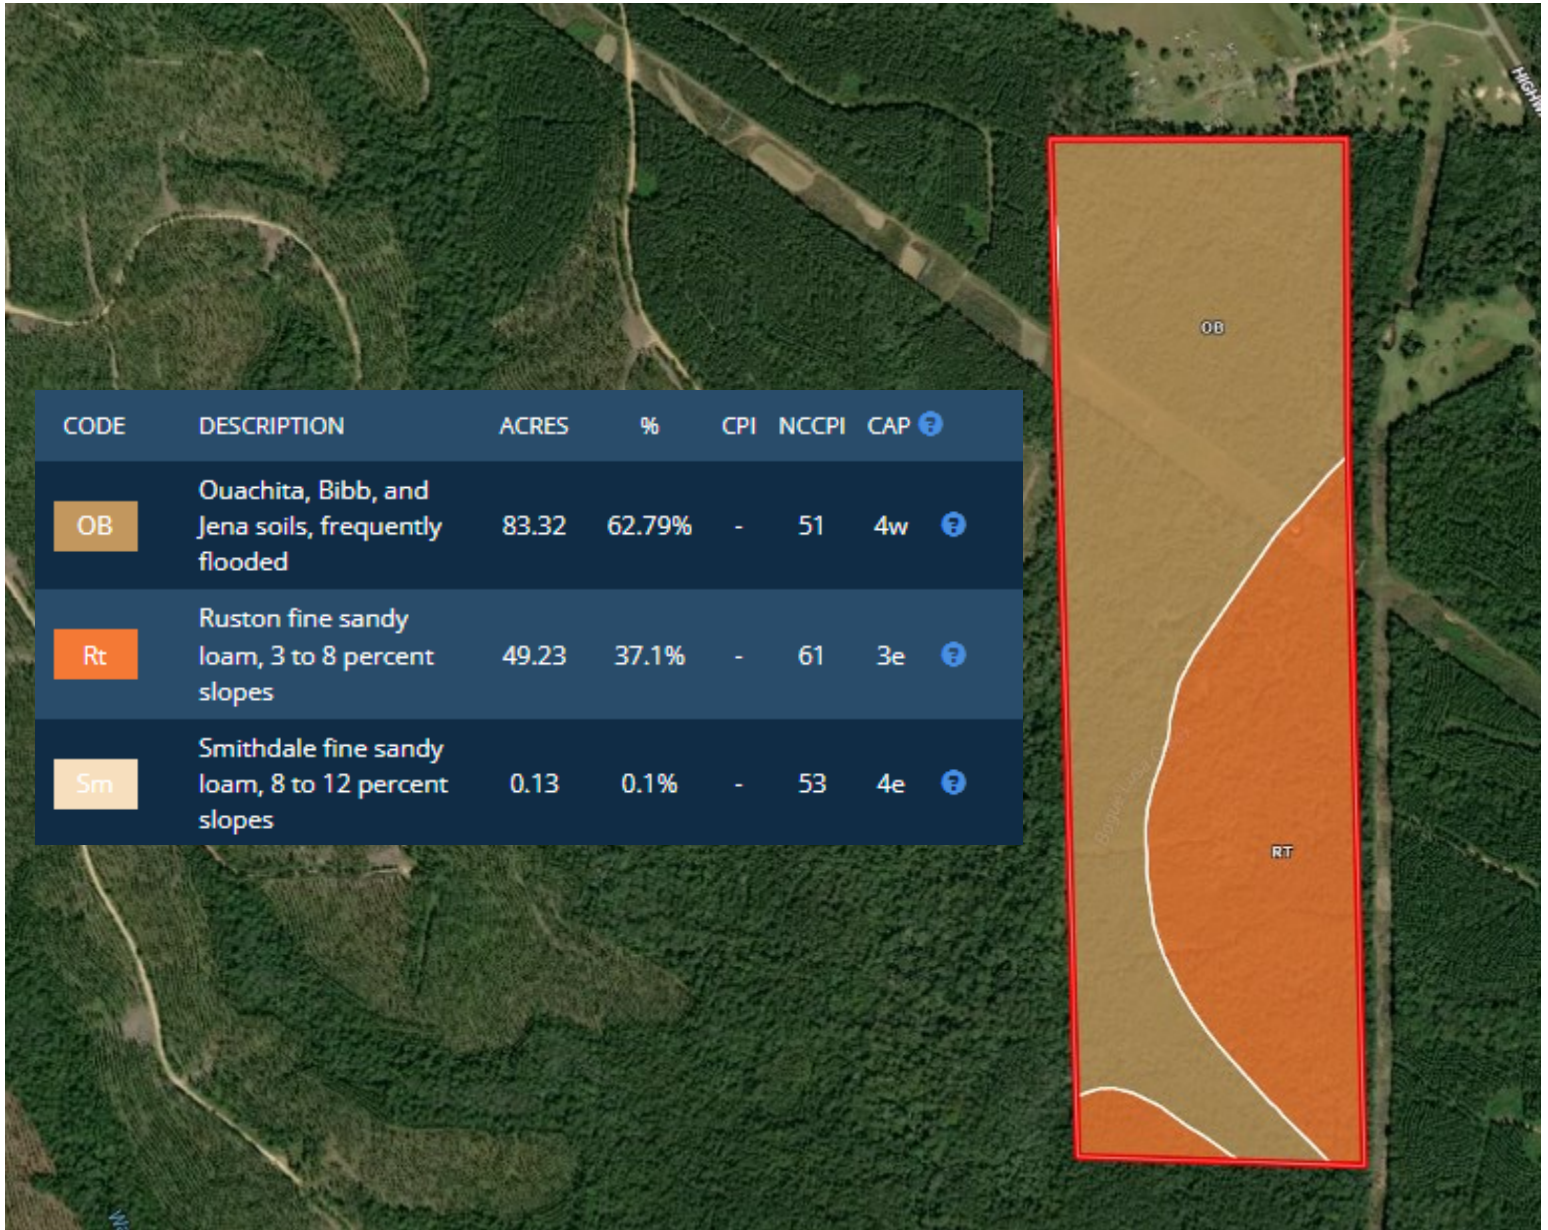 HIGHW
OB
CODE DESCRIPTION ACRES % CPI NCCPI CAP ?
Ouachita, Bibb, and
OB Jena soils, frequently 83.32 62.79% - 51 4w ?
flooded
Ruston fine sandy
Rt loam, 3 to 8 percent 49.23 37.1% - 61 3e ?
slopes
Smithdale fine sandy
Sm loam, 8 to 12 percent 0.13 0.1% - 53 4e ?
slopes
RT